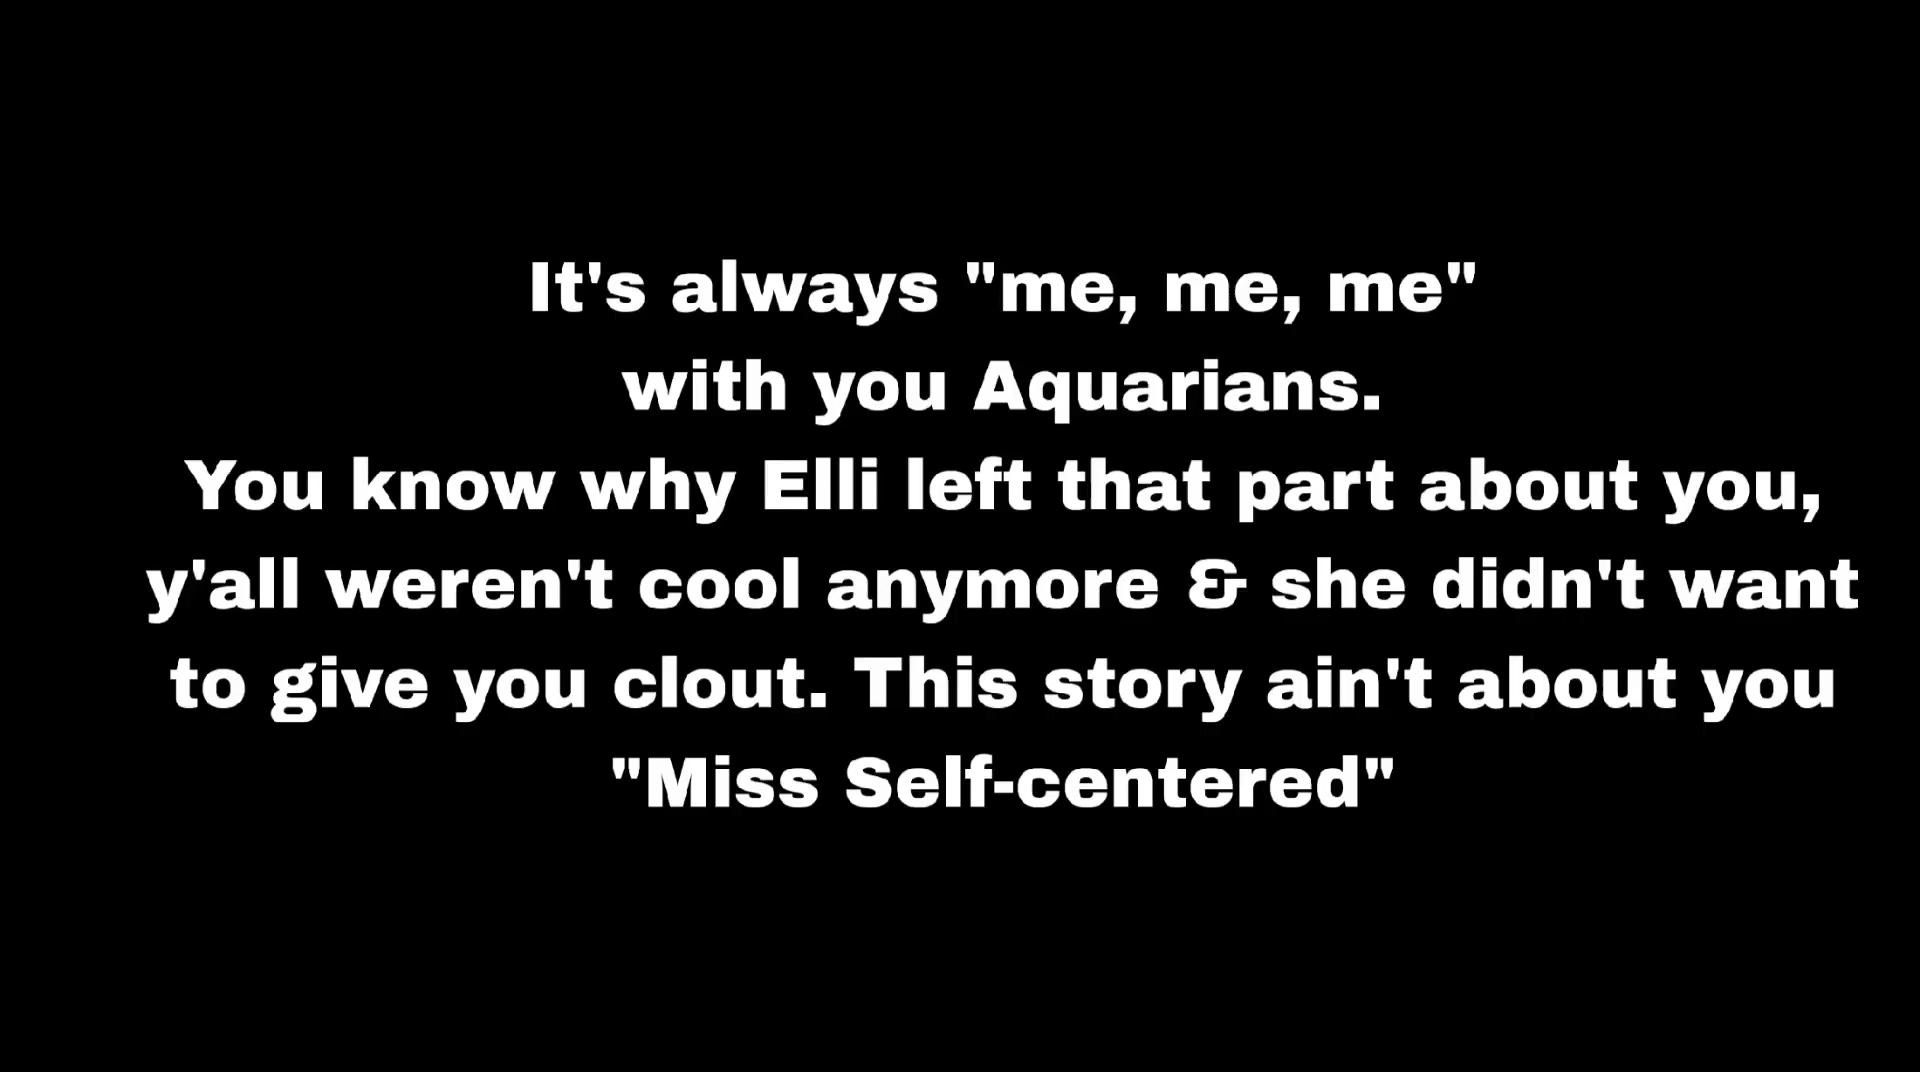 It's always "me, me, me"
with you Aquarians.
You know why Elli left that part about you,
y'all weren't cool anymore & she didn't want
to give you clout. This story ain't about you
"Miss Self-centered"